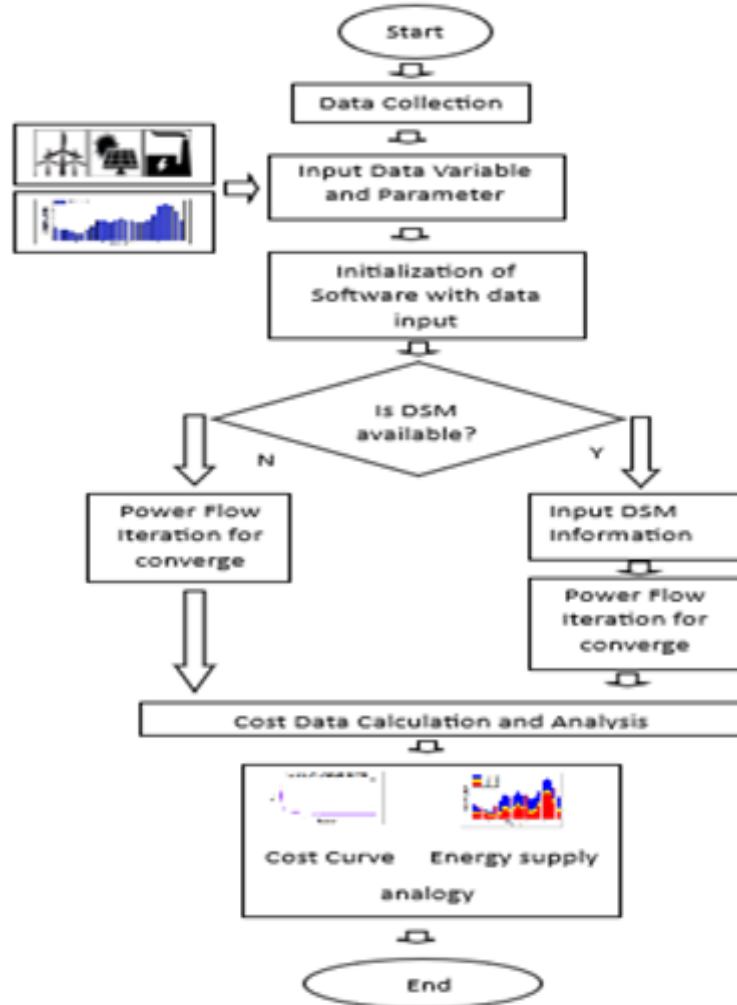 Start
Data Collection
Input Data Variable
and Parameter
Initialization of
Software with data
input
Is DSM
available?
N
Y
Power Flow
Iteration for
converge
Input DSM
Information
Power Flow
Iteration for
converge
Cost Data Calculation and Analysis
Cost Curve Energy supply
analogy
End